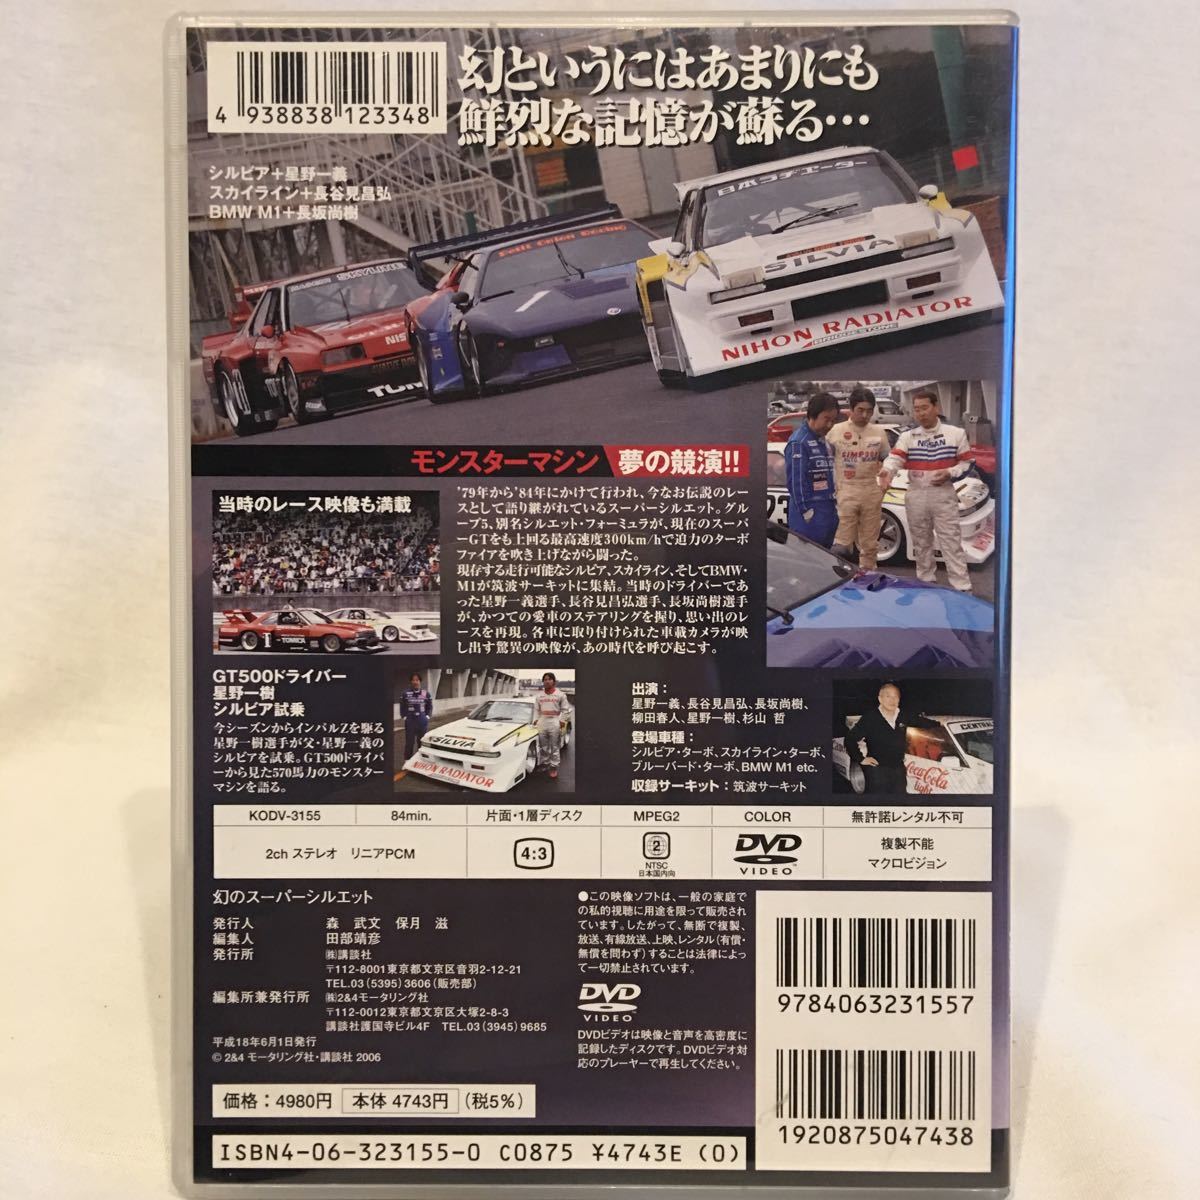 4 938838 123348
幻というにはあまりにも
鮮烈な記憶が蘇る…
シルビア+星野一義
スカイライン+長谷見昌弘
BMW M1+長坂尚樹
日本ラヂエーター
Petit Onion Racing
SKYLINE
SILVIA
NIHON RADIATOR
BRIDGESTONE
モンスターマシン 夢の競演!!
NISSAN
SIMPSON
当時のレース映像も満載
TOMICA
'79年から'84年にかけて行われ、今なお伝説のレー
スとして語り継がれているスーパーシルエット。グル
ープ5、別名シルエット・フォーミュラが、現在のスーパ
ーGTをも上回る最高速度300km/hで迫力のターボ
ファイアを吹き上げながら闘った。
現存する走行可能なシルビア、スカイライン、そしてBMW・
M1が筑波サーキットに集結。当時のドライバーであ
った星野一義選手、長谷見昌弘選手、長坂尚樹選手
が、かつての愛車のステアリングを握り、思い出のレ
ースを再現。各車に取り付けられた車載カメラが映
し出す驚異の映像が、あの時代を呼び起こす。
GT500ドライバー
星野一樹
シルビア試乗
今シーズンからインパルZを駆る
星野一樹選手が父・星野一義の
シルビアを試乗。GT500ドライバ
ーから見た570馬力のモンスター
マシンを語る。
SILVIA
NIHON RADIATOR
出演：
星野一義、長谷見昌弘、長坂尚樹、
柳田春人、星野一樹、杉山 哲
登場車種：
シルビア・ターボ、スカイライン・ターボ、
ブルーバード・ターボ、BMW M1 etc.
収録サーキット：筑波サーキット
CENTRAL
Coca-Cola
light
KODV-3155 84min. 片面・1層ディスク MPEG2 COLOR 無許諾レンタル不可
2ch ステレオ リニアPCM 4:3 2 NTSC 日本国内向 DVD VIDEO 複製不能 マクロビジョン
幻のスーパーシルエット
発行人 森 武文 保月 滋
編集人 田部靖彦
発行所 ㈱講談社
〒112-8001東京都文京区音羽2-12-21
TEL.03 (5395) 3606 (販売部)
編集所兼発行所 ㈱2&4モータリング社
〒112-0012東京都文京区大塚2-8-3
講談社護国寺ビル4F TEL.03 (3945) 9685
平成18年6月1日発行
© 2&4 モータリング社・講談社 2006
●この映像ソフトは、一般の家庭で
の私的視聴に用途を限って販売され
ています。したがって、無断で複製、
放送、有線放送、上映、レンタル(有償・
無償を問わず)することは法律によっ
て一切禁止されています。
DVD
VIDEO
DVDビデオは映像と音声を高密度に
記録したディスクです。DVDビデオ対
応のプレーヤーで再生してください。
9784063231557
1920875047438
価格：4980円 本体 4743円 (税5%)
ISBN4-06-323155-0 C0875 ¥4743E (0)